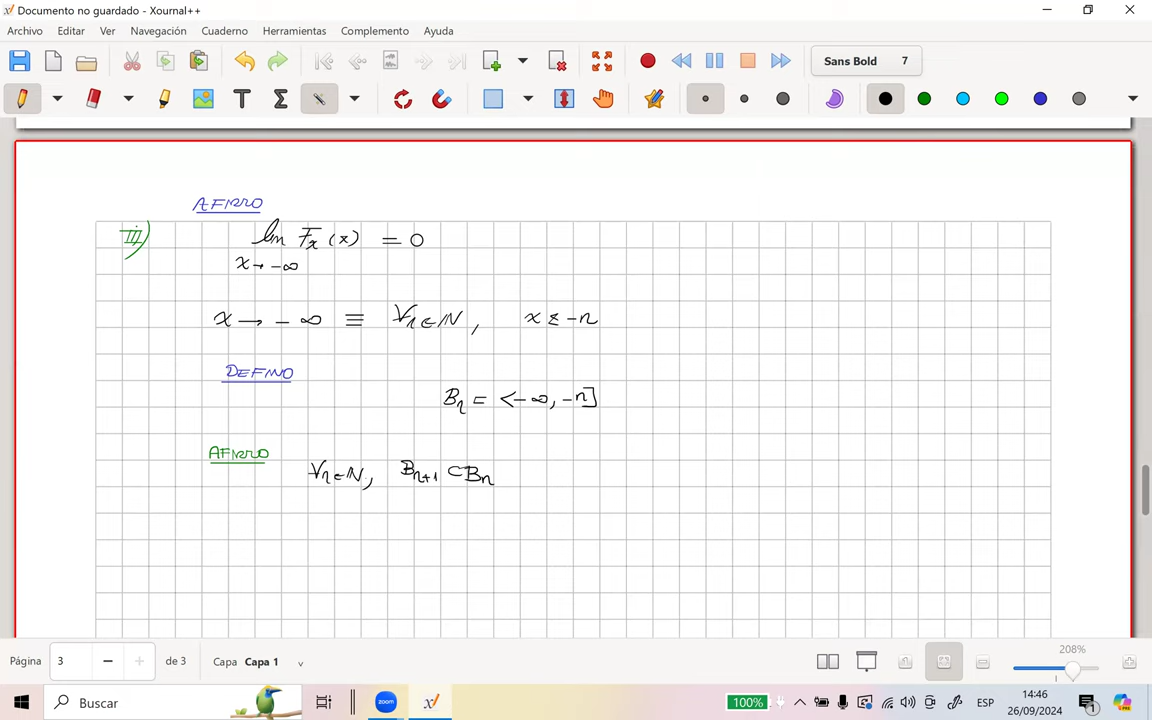 Documento no guardado - Xournal++
Archivo Editar Ver Navegación Cuaderno Herramientas Complemento Ayuda
Sans Bold 7
AFIRMO
iii) lim F_x (x) = 0
x → -∞
x → -∞ ≡ ∀n∈N, x ≤ -n
DEFINO
B_n = <-∞, -n]
AFIRMO
∀n∈N, B_{n+1} ⊂ B_n
Página 3 de 3 Capa Capa 1
208%
Buscar
zoom
100%
ESP
14:46
26/09/2024